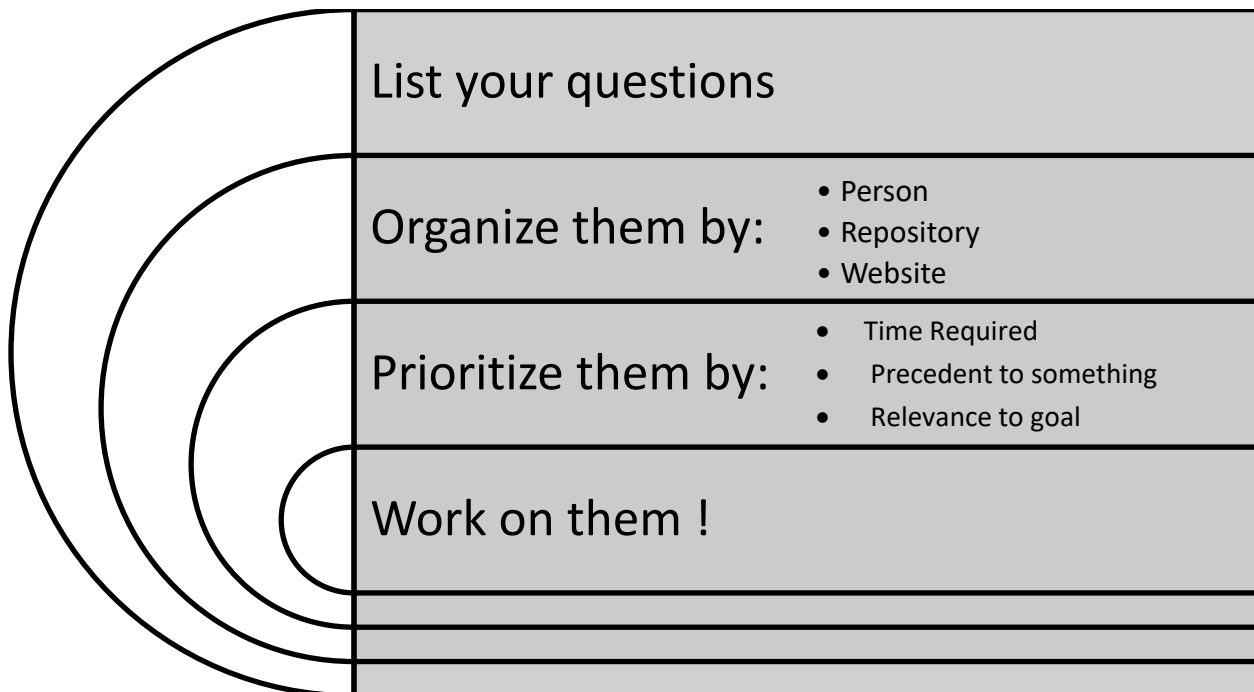 List your questions
Organize them by:
• Person
• Repository
• Website
Prioritize them by:
• Time Required
• Precedent to something
• Relevance to goal
Work on them !